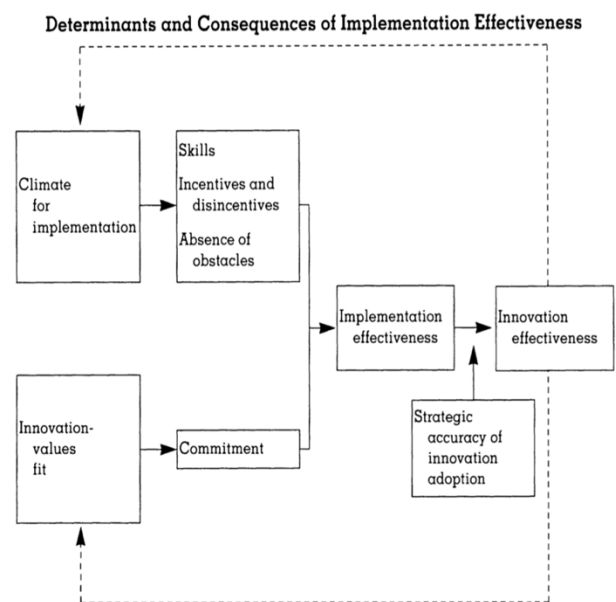 Determinants and Consequences of Implementation Effectiveness
Climate
for
implementation
Skills
Incentives and
disincentives
Absence of
obstacles
Implementation
effectiveness
Innovation
effectiveness
Innovation-
values
fit
Commitment
Strategic
accuracy of
innovation
adoption